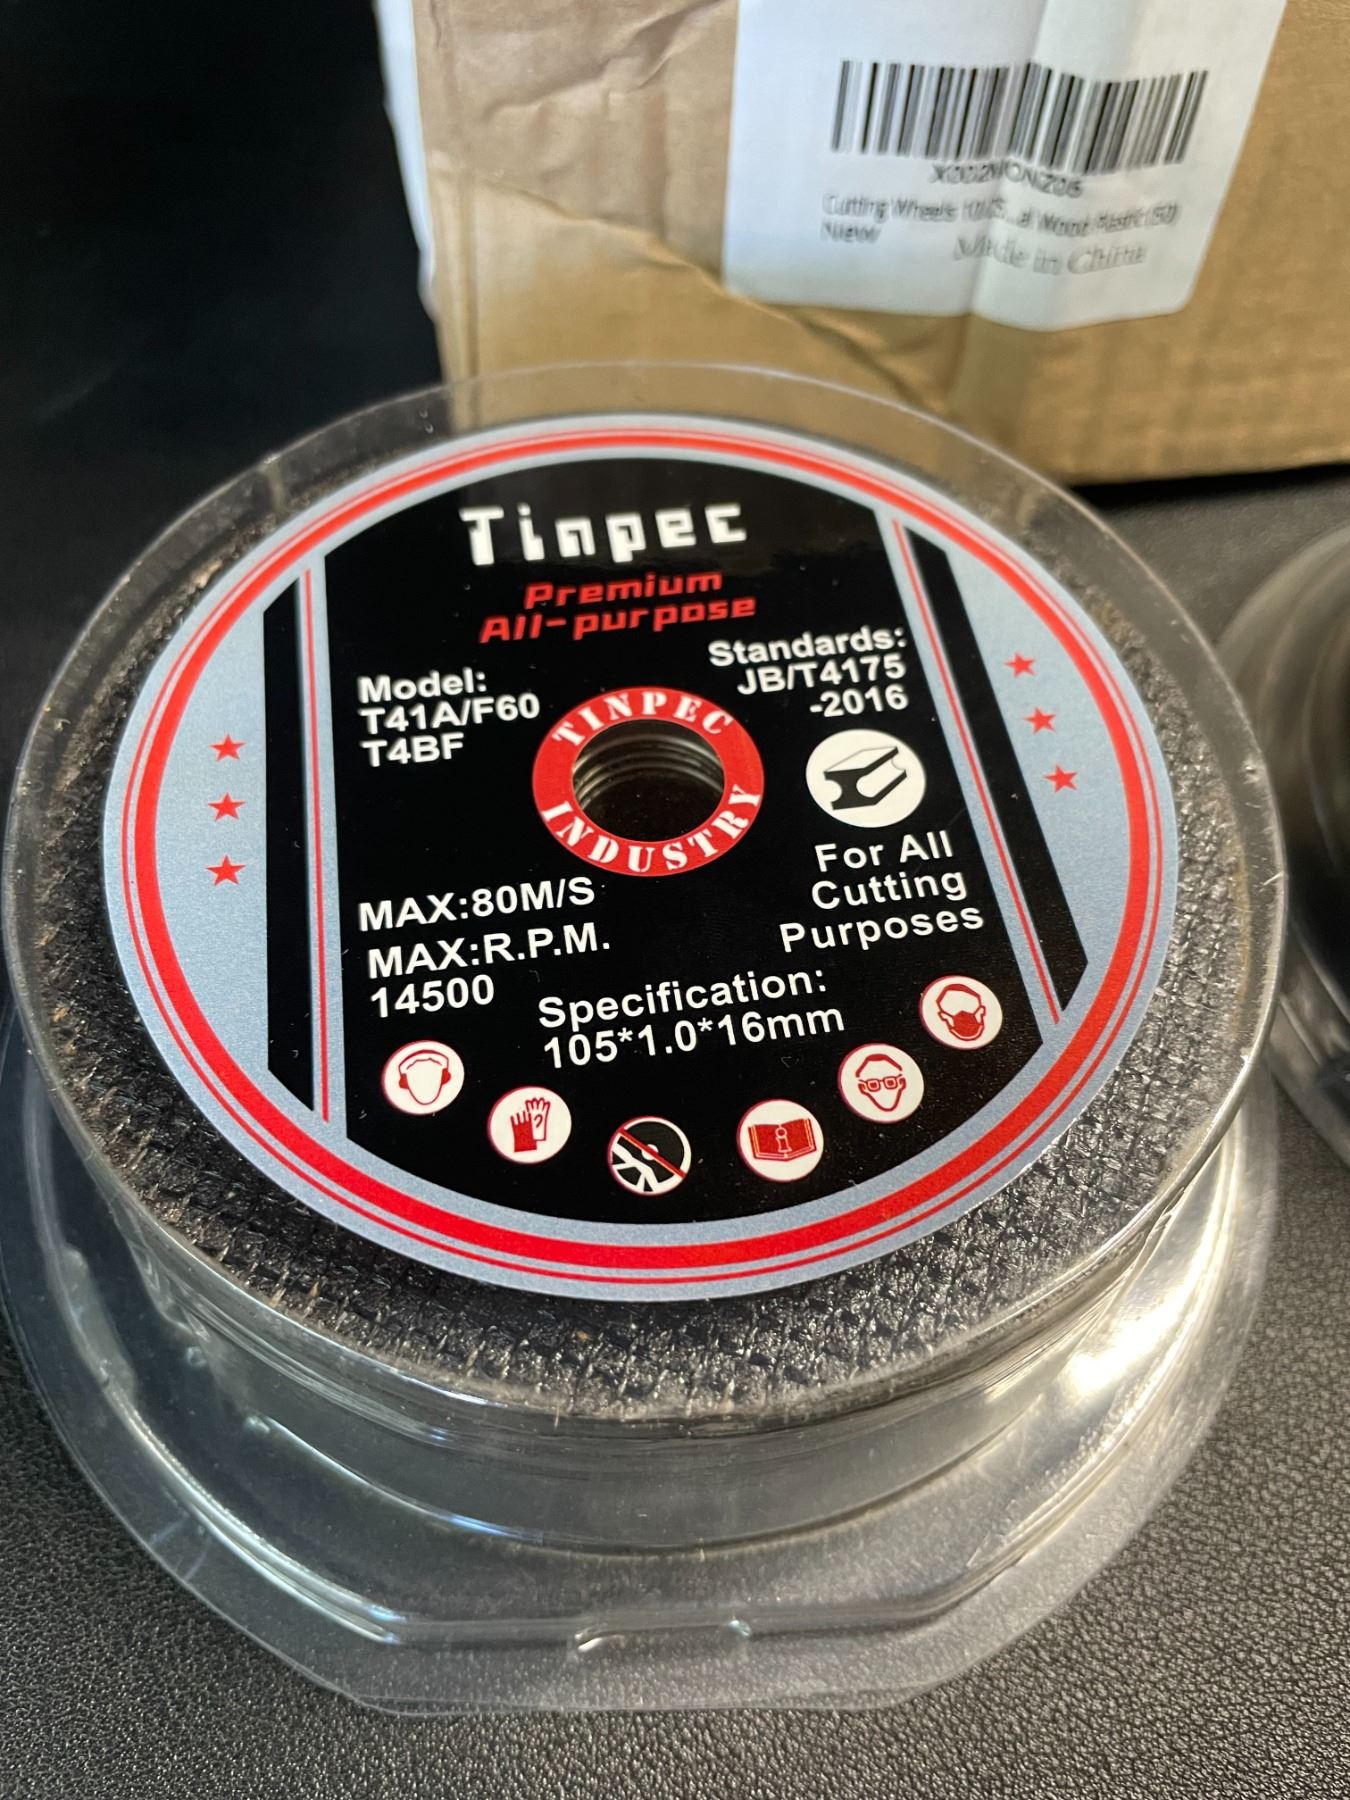 Cutting Wheels
New
Made in China
Tinpec
Premium
All-purpose
Model:
T41A/F60
T4BF
Standards:
JB/T4175
-2016
TINPEC
INDUSTRY
For All
Cutting
Purposes
MAX:80M/S
MAX:R.P.M.
14500
Specification:
105*1.0*16mm